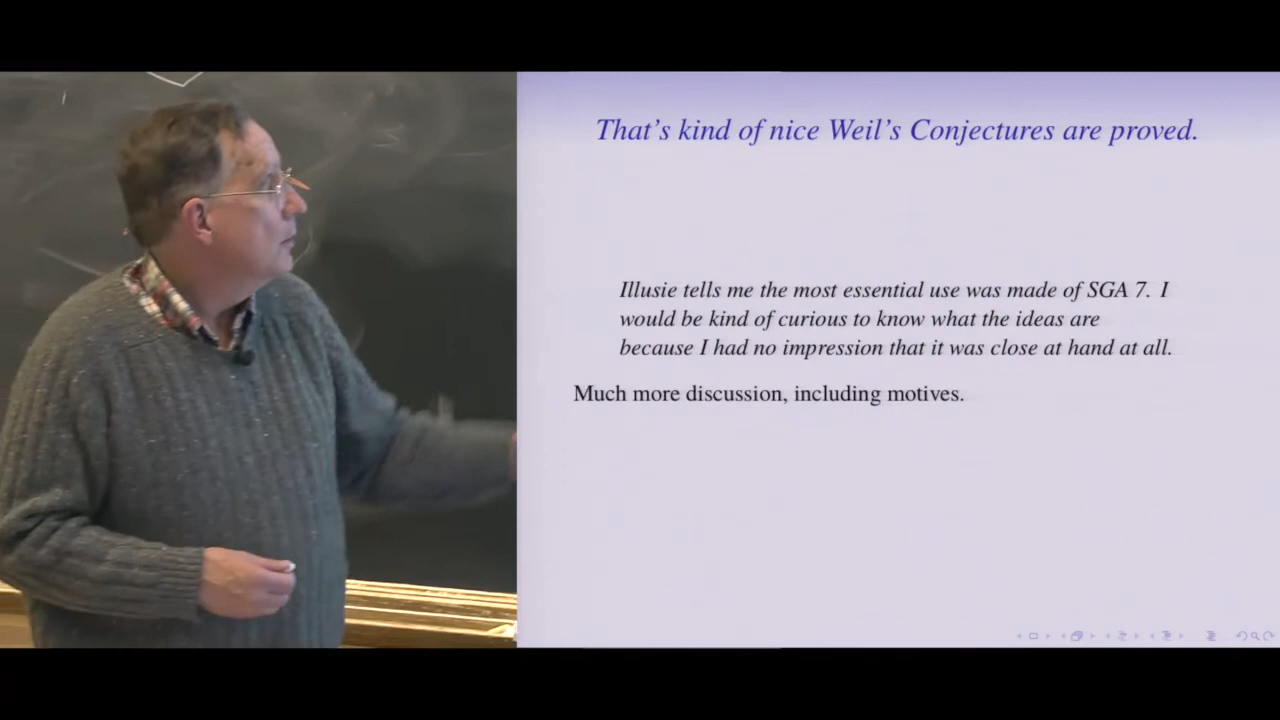 That's kind of nice Weil's Conjectures are proved.
Illusie tells me the most essential use was made of SGA 7. I
would be kind of curious to know what the ideas are
because I had no impression that it was close at hand at all.
Much more discussion, including motives.